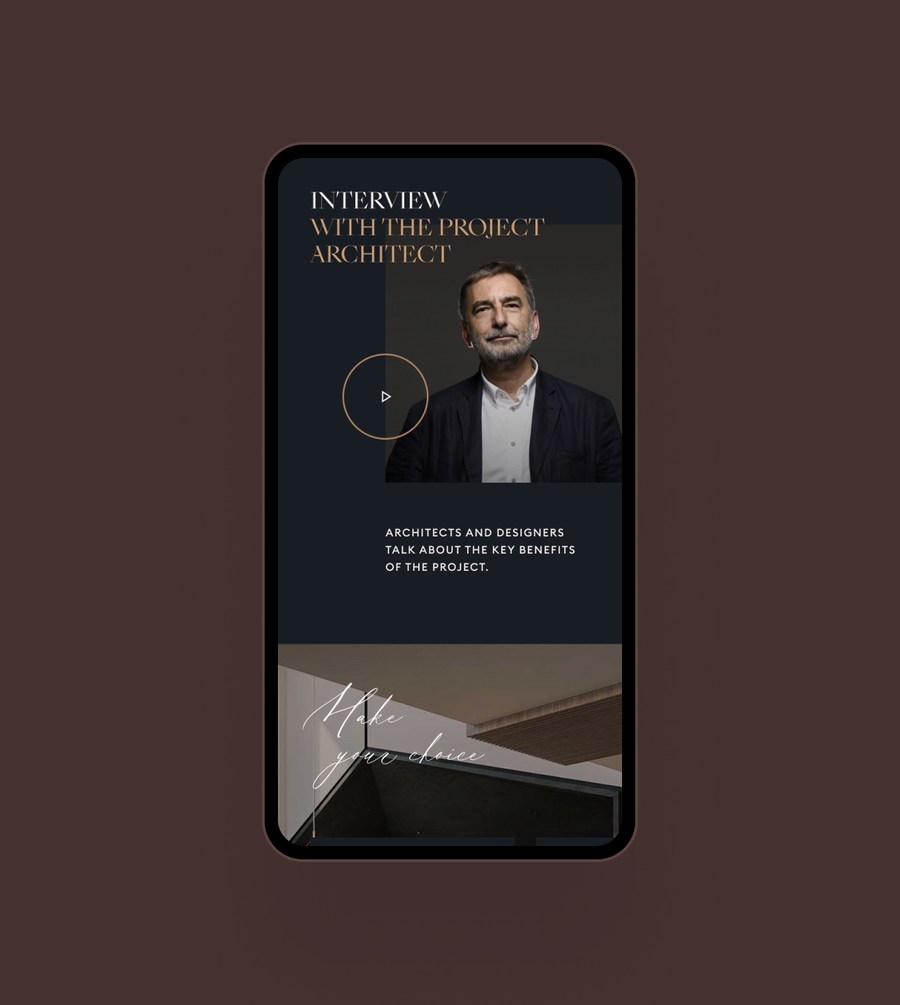 INTERVIEW
WITH THE PROJECT
ARCHITECT
ARCHITECTS AND DESIGNERS
TALK ABOUT THE KEY BENEFITS
OF THE PROJECT.
Make
your choice